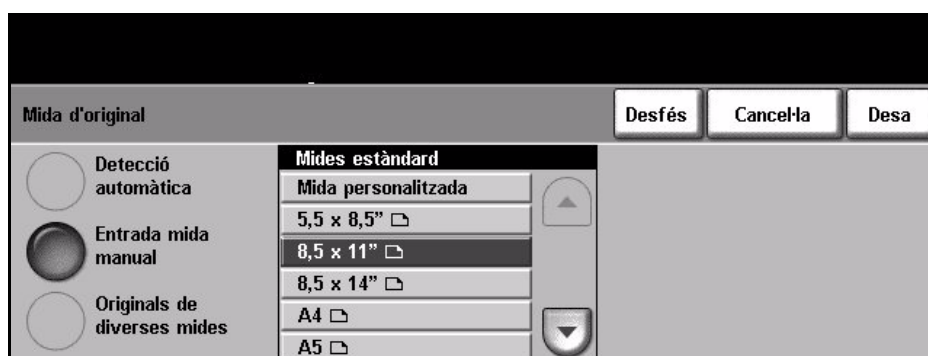 Mida d'original
Desfés
Cancel·la
Desa
Detecció
automàtica
Entrada mida
manual
Originals de
diverses mides
Mides estàndard
Mida personalitzada
5,5 x 8,5”
8,5 x 11”
8,5 x 14”
A4
A5